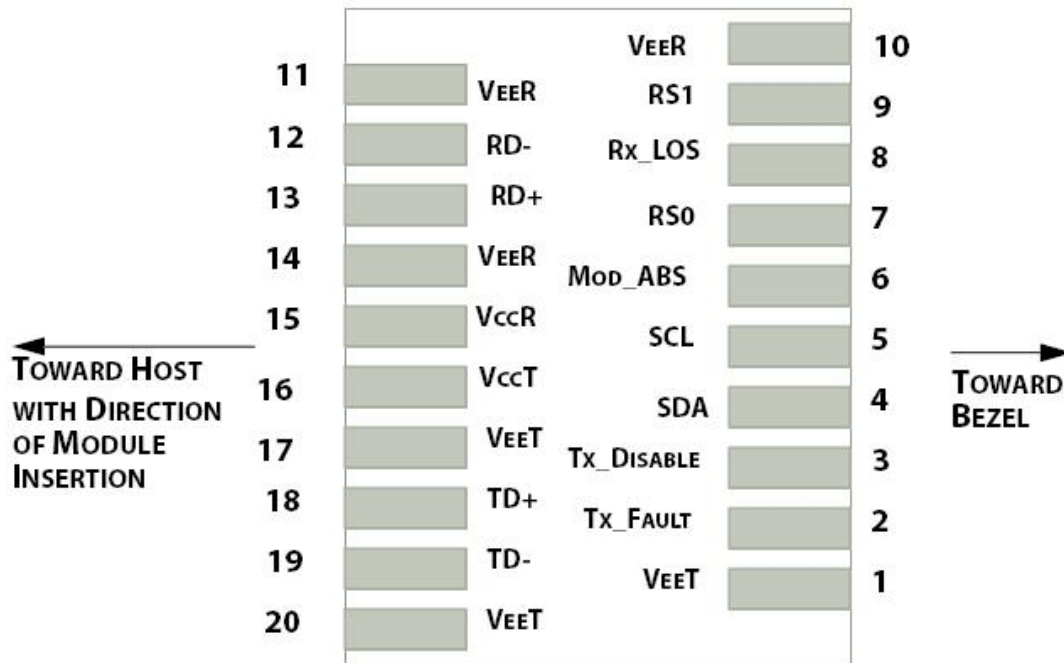 11 VEER
12 RD-
13 RD+
14 VEER
15 VCCR
16 VCCT
17 VEET
18 TD+
19 TD-
20 VEET
VEER 10
RS1 9
RX_LOS 8
RS0 7
MOD_ABS 6
SCL 5
SDA 4
TX_DISABLE 3
TX_FAULT 2
VEET 1
TOWARD HOST
WITH DIRECTION
OF MODULE
INSERTION
TOWARD
BEZEL